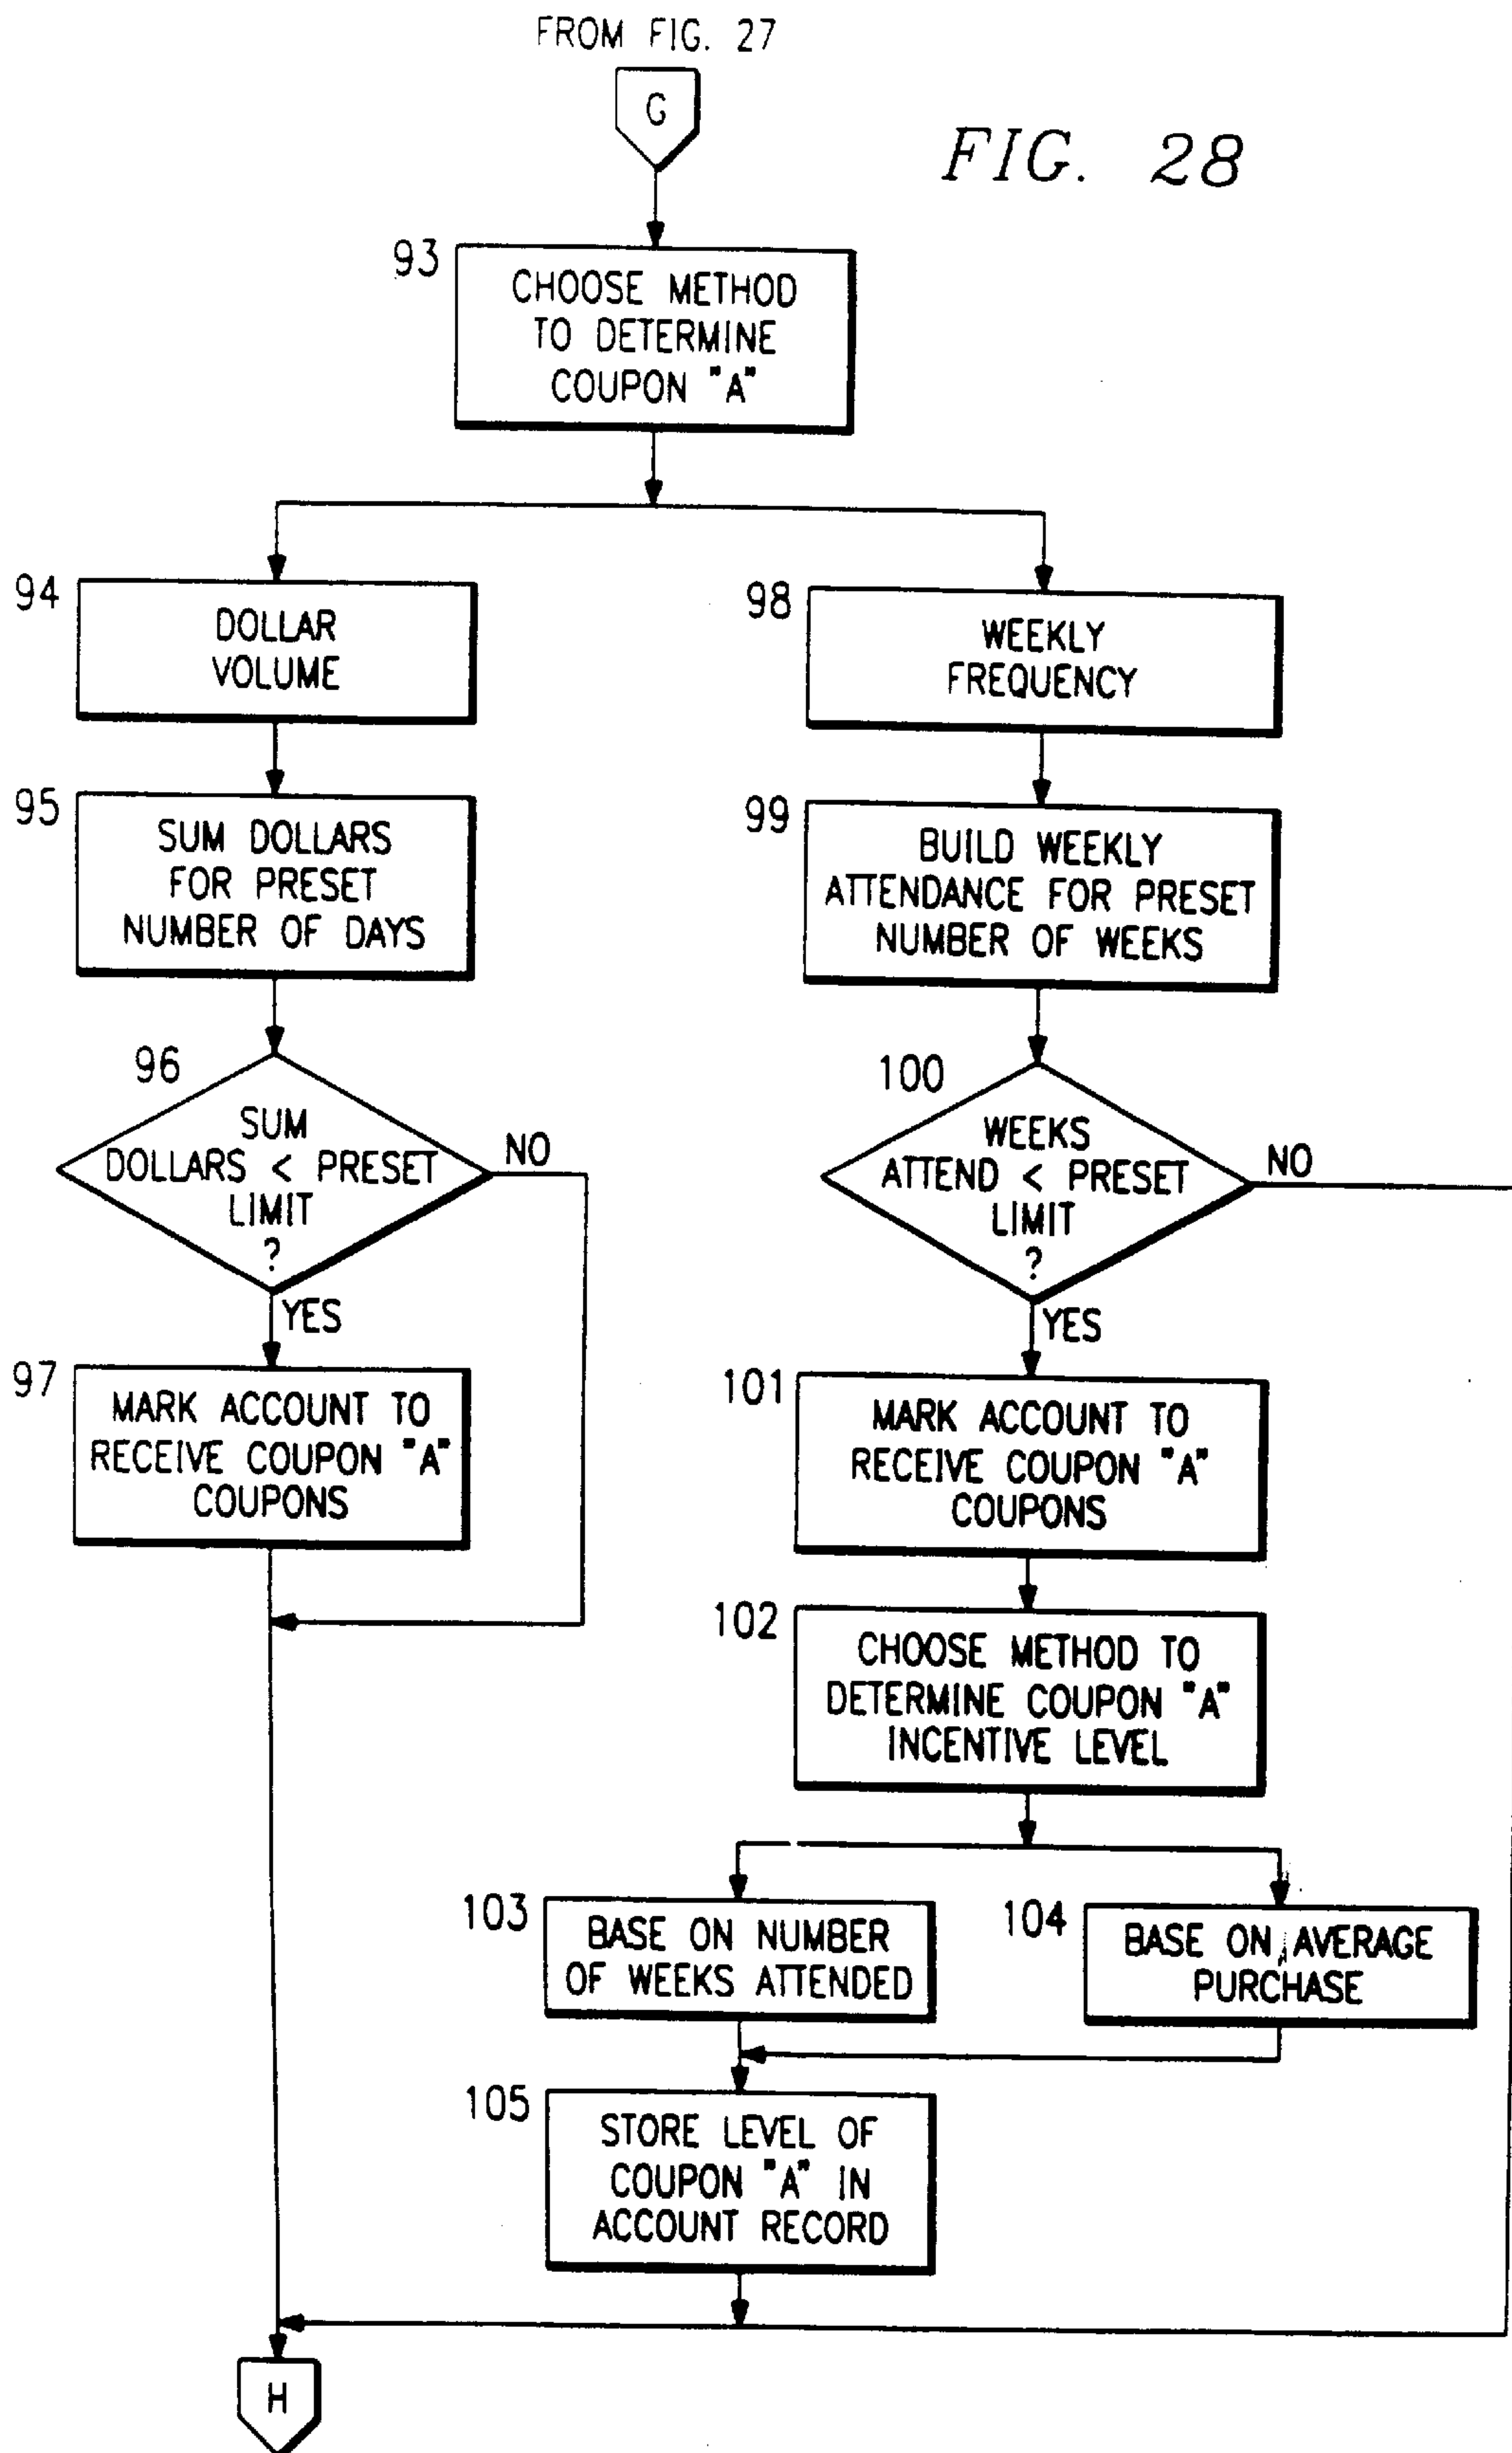 FROM FIG. 27
G
FIG. 28
93
CHOOSE METHOD
TO DETERMINE
COUPON "A"
94
DOLLAR
VOLUME
95
SUM DOLLARS
FOR PRESET
NUMBER OF DAYS
96
SUM
DOLLARS < PRESET
LIMIT
?
NO
YES
97
MARK ACCOUNT TO
RECEIVE COUPON "A"
COUPONS
98
WEEKLY
FREQUENCY
99
BUILD WEEKLY
ATTENDANCE FOR PRESET
NUMBER OF WEEKS
100
WEEKS
ATTEND < PRESET
LIMIT
?
NO
YES
101
MARK ACCOUNT TO
RECEIVE COUPON "A"
COUPONS
102
CHOOSE METHOD TO
DETERMINE COUPON "A"
INCENTIVE LEVEL
103
BASE ON NUMBER
OF WEEKS ATTENDED
104
BASE ON AVERAGE
PURCHASE
105
STORE LEVEL OF
COUPON "A" IN
ACCOUNT RECORD
H